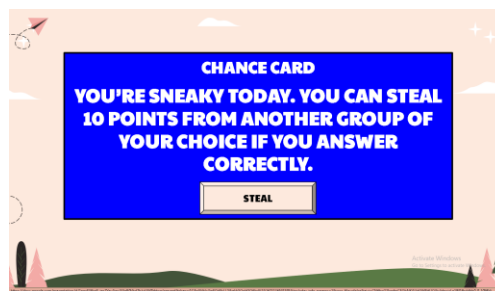 CHANCE CARD
YOU'RE SNEAKY TODAY. YOU CAN STEAL
10 POINTS FROM ANOTHER GROUP OF
YOUR CHOICE IF YOU ANSWER
CORRECTLY.
STEAL
Activate Windows